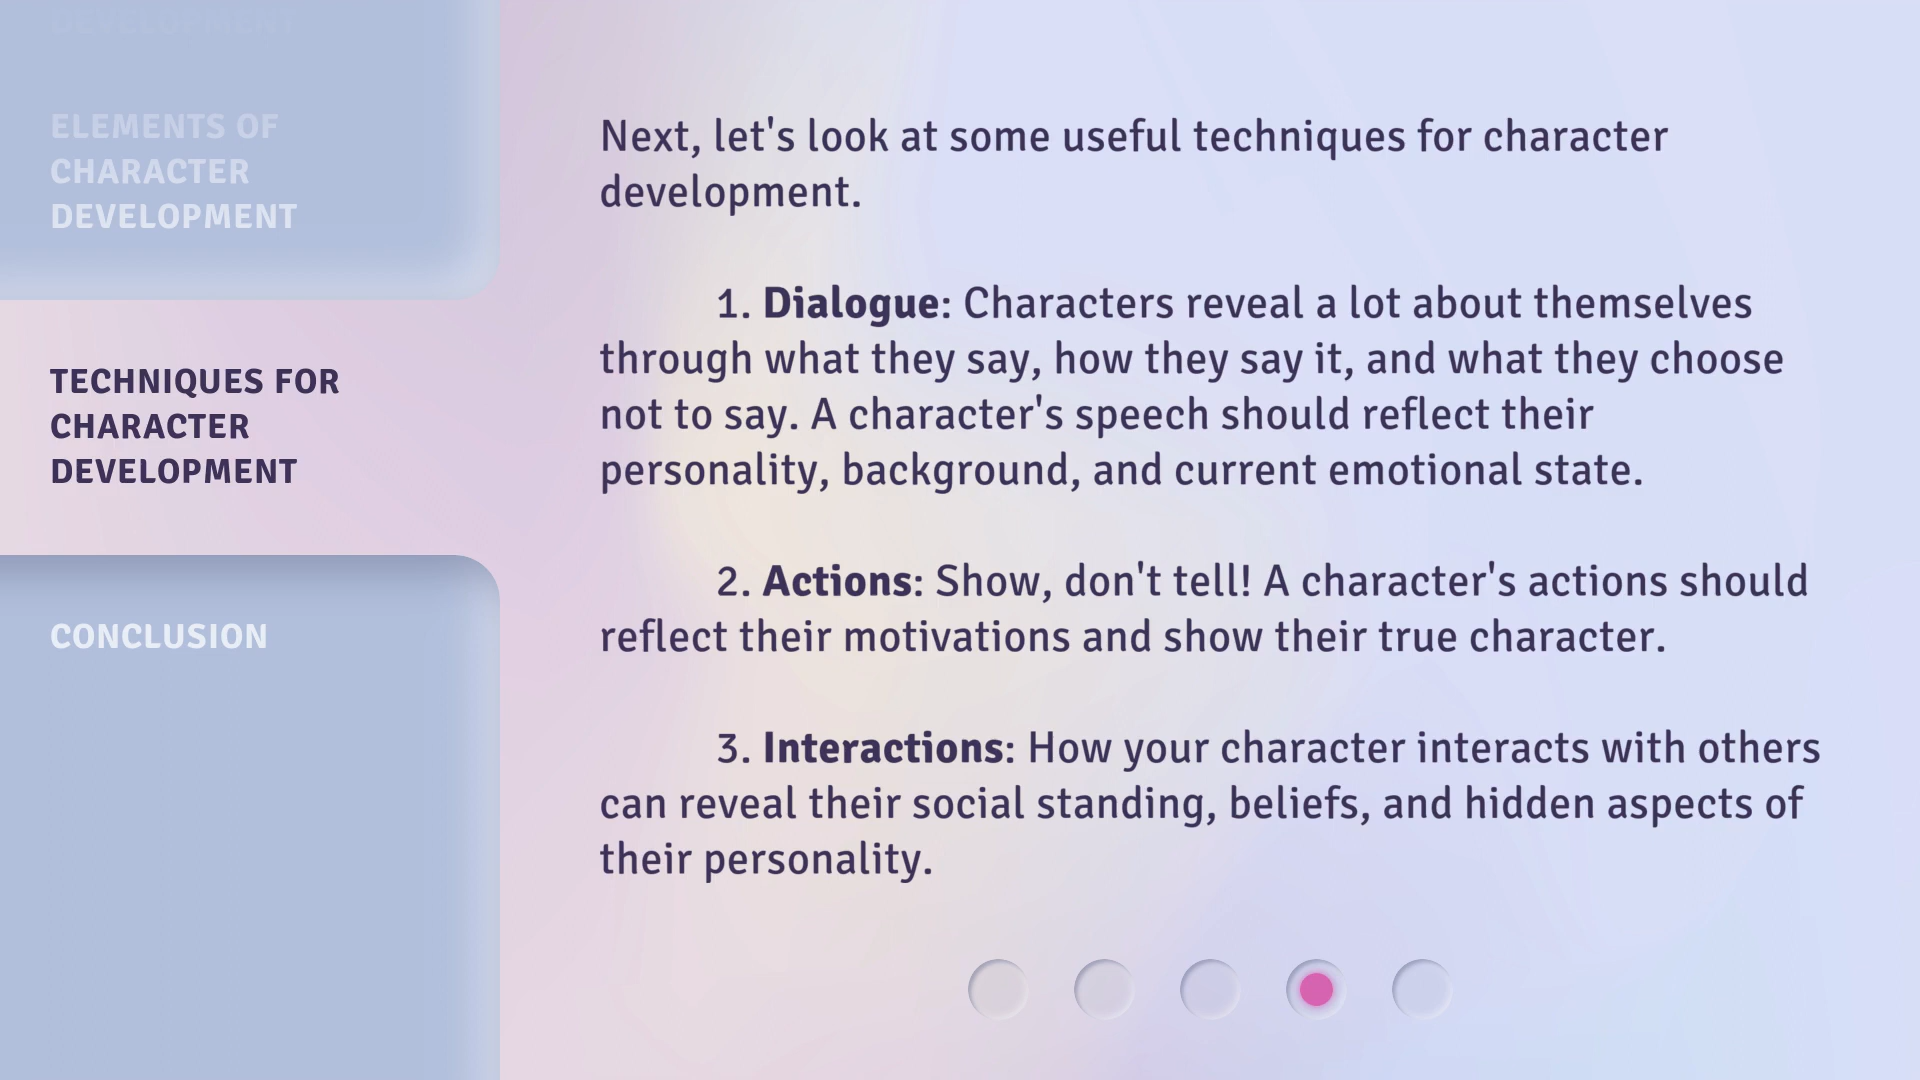 DEVELOPMENT
ELEMENTS OF
CHARACTER
DEVELOPMENT
TECHNIQUES FOR
CHARACTER
DEVELOPMENT
CONCLUSION
Next, let's look at some useful techniques for character
development.
1. Dialogue: Characters reveal a lot about themselves
through what they say, how they say it, and what they choose
not to say. A character's speech should reflect their
personality, background, and current emotional state.
2. Actions: Show, don't tell! A character's actions should
reflect their motivations and show their true character.
3. Interactions: How your character interacts with others
can reveal their social standing, beliefs, and hidden aspects of
their personality.